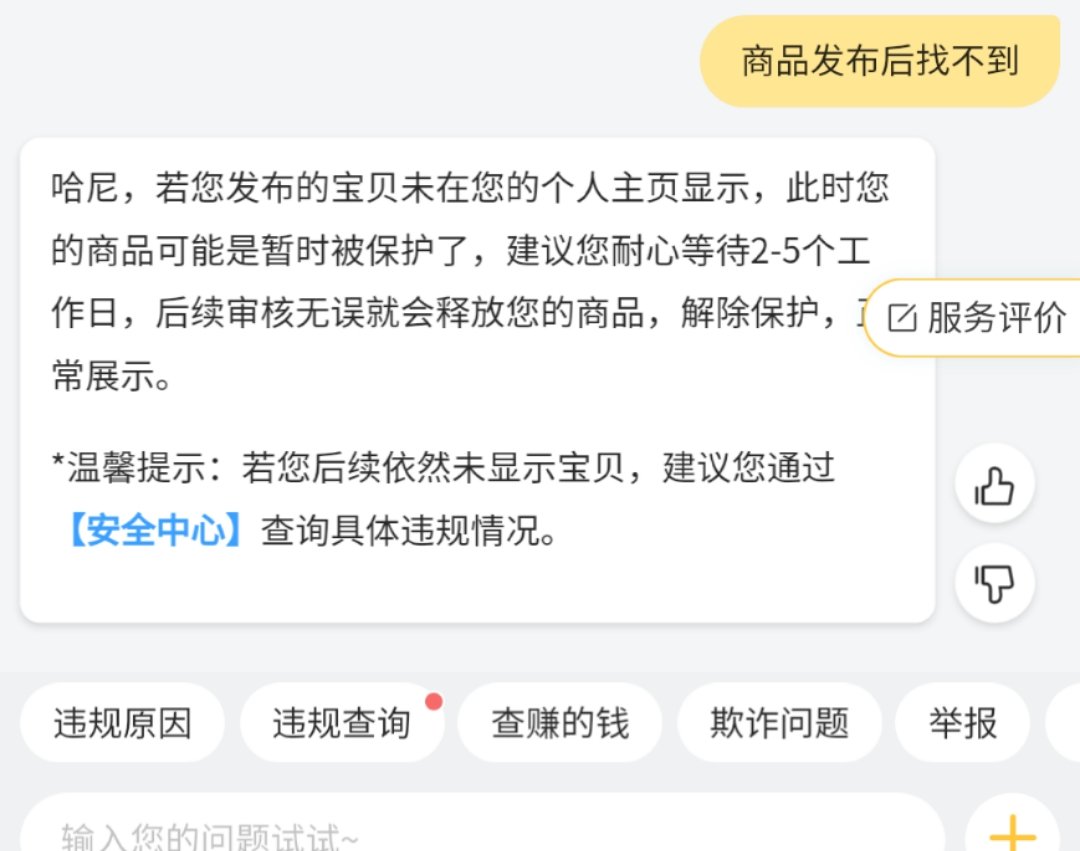 商品发布后找不到
哈尼，若您发布的宝贝未在您的个人主页显示，此时您
的商品可能是暂时被保护了，建议您耐心等待2-5个工
作日，后续审核无误就会释放您的商品，解除保护，
服务评价
常展示。
*温馨提示：若您后续依然未显示宝贝，建议您通过
【安全中心】查询具体违规情况。
违规原因 违规查询 查赚的钱 欺诈问题 举报
输入您的问题试试~